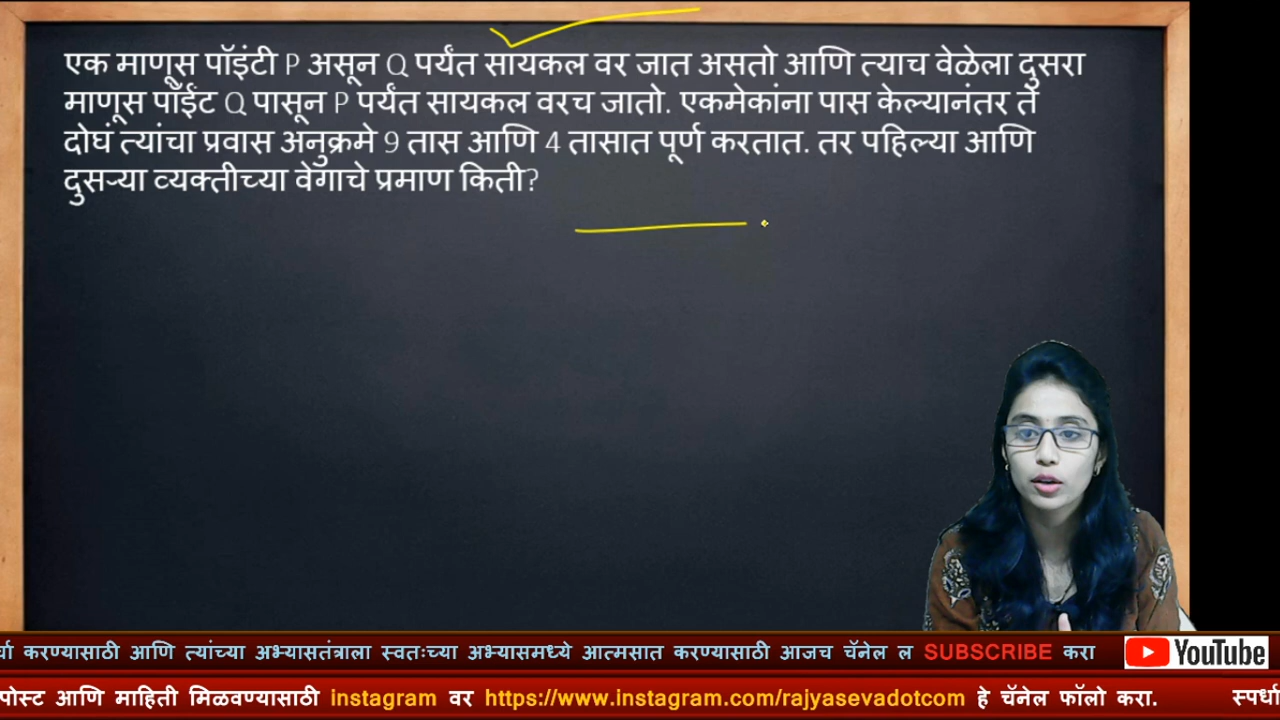 एक माणूस पॉइंटी P असून Q पर्यंत सायकल वर जात असतो आणि त्याच वेळेला दुसरा
माणूस पॉईंट Q पासून P पर्यंत सायकल वरच जातो. एकमेकांना पास केल्यानंतर ते
दोघं त्यांचा प्रवास अनुक्रमे 9 तास आणि 4 तासात पूर्ण करतात. तर पहिल्या आणि
दुसऱ्या व्यक्तीच्या वेगाचे प्रमाण किती?
करण्यासाठी आणि त्यांच्या अभ्यासतंत्राला स्वतःच्या अभ्यासमध्ये आत्मसात करण्यासाठी आजच चॅनेल ल SUBSCRIBE करा
YouTube
पोस्ट आणि माहिती मिळवण्यासाठी instagram वर https://www.instagram.com/rajyasevadotcom हे चॅनेल फॉलो करा. स्पर्धा